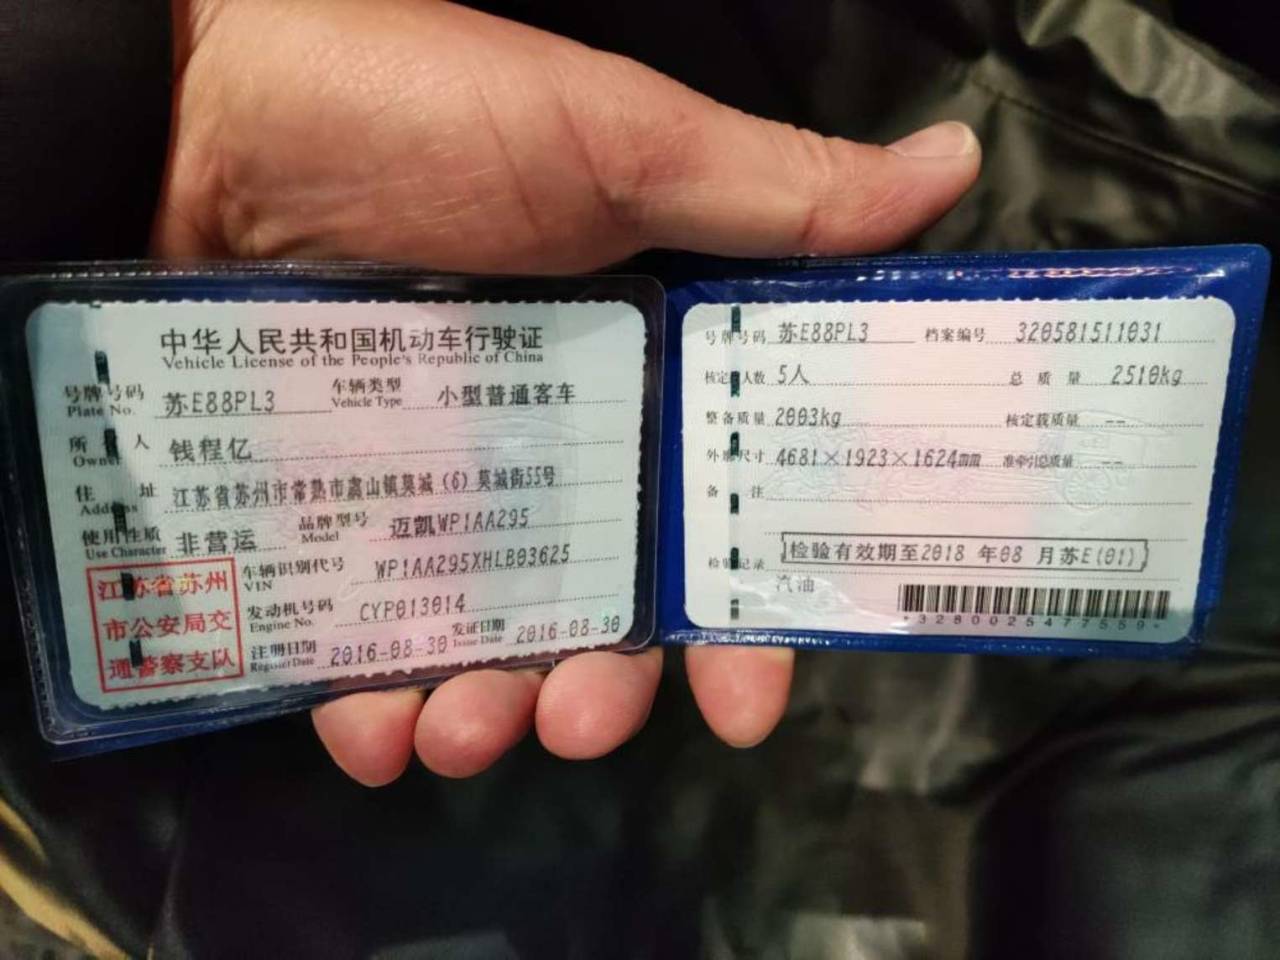 中华人民共和国机动车行驶证
Vehicle License of the People's Republic of China
号牌号码 苏E88PL3 车辆类型 小型普通客车
Plate No. Vehicle Type
所有人 钱程亿
Owner
住址 江苏省苏州市常熟市虞山镇莫城(6)莫城街55号
Address
使用性质 非营运 品牌型号 迈凯WP1AA295
Use Character Model
车辆识别代号 WP1AA295XHLB03625
VIN
发动机号码 CYP013014
Engine No.
注册日期 2016-08-30 发证日期 2016-08-30
Register Date Issue Date
江苏省苏州
市公安局交
通警察支队
号牌号码 苏E88PL3 档案编号 320581511031
核定载人数 5人 总质量 2510kg
整备质量 2003kg 核定载质量 --
外廓尺寸 4681×1923×1624mm 准牵引总质量 --
备注
检验记录 检验有效期至2018 年08 月苏E(01)
汽油
*3280025477559*